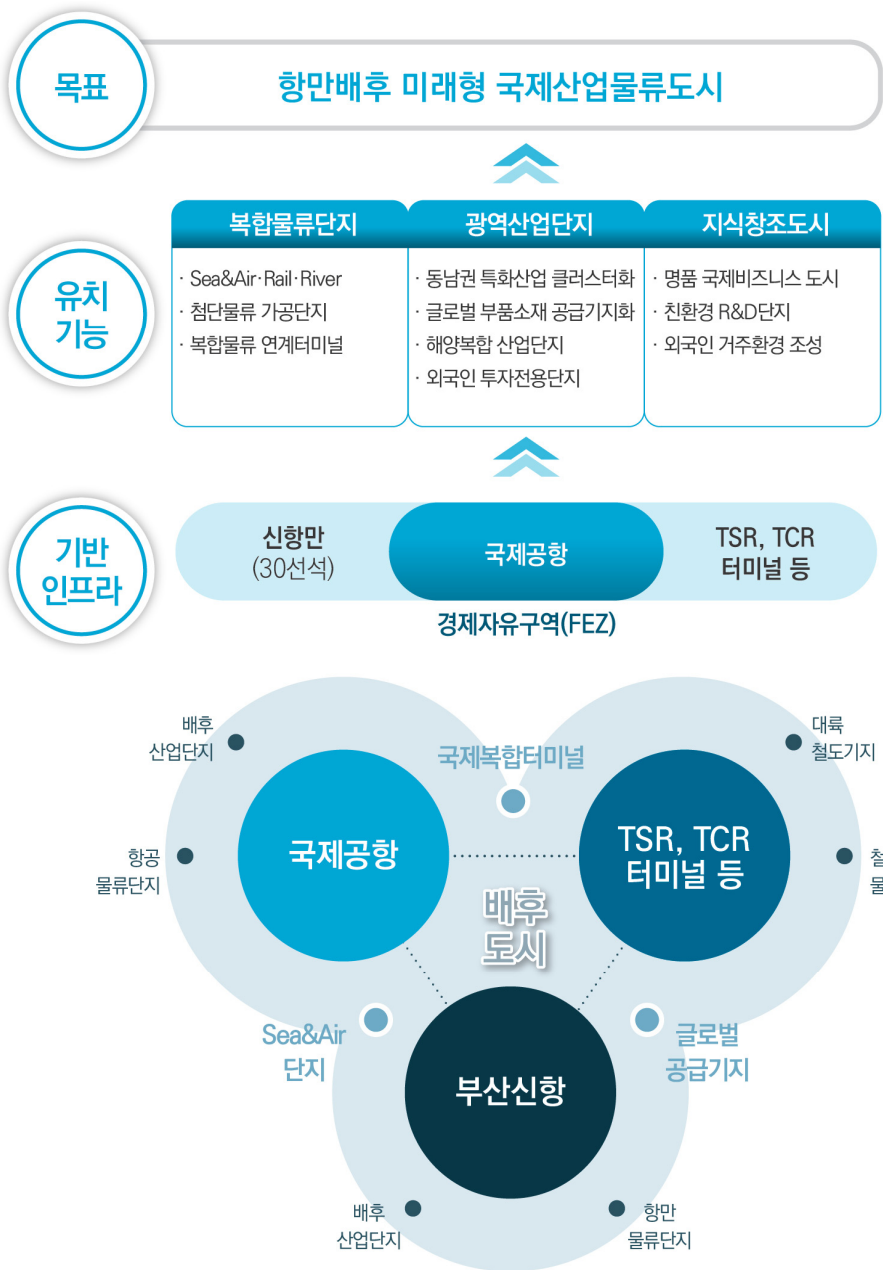 목표
항만배후 미래형 국제산업물류도시
유치
기능
복합물류단지
· Sea&Air·Rail·River
· 첨단물류 가공단지
· 복합물류 연계터미널
광역산업단지
· 동남권 특화산업 클러스터화
· 글로벌 부품소재 공급기지화
· 해양복합 산업단지
· 외국인 투자전용단지
지식창조도시
· 명품 국제비즈니스 도시
· 친환경 R&D단지
· 외국인 거주환경 조성
기반
인프라
신항만
(30선석)
국제공항
TSR, TCR
터미널 등
경제자유구역(FEZ)
배후
산업단지
국제복합터미널
대륙
철도기지
항공
물류단지
국제공항
TSR, TCR
터미널 등
철
물
배후
도시
Sea&Air
단지
글로벌
공급기지
부산신항
배후
산업단지
항만
물류단지